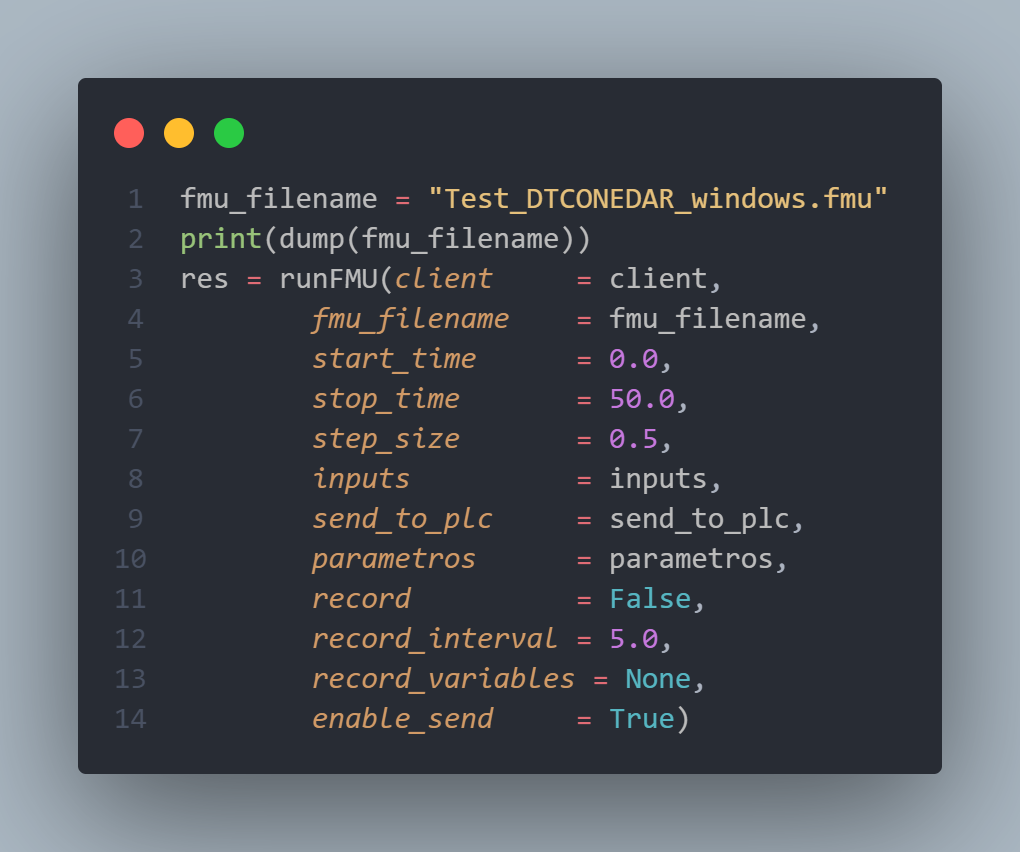 1 fmu_filename = "Test_DTCONEDAR_windows.fmu"
2 print(dump(fmu_filename))
3 res = runFMU(client     = client,
4         fmu_filename    = fmu_filename,
5         start_time      = 0.0,
6         stop_time       = 50.0,
7         step_size       = 0.5,
8         inputs          = inputs,
9         send_to_plc     = send_to_plc,
10         parametros      = parametros,
11         record          = False,
12         record_interval = 5.0,
13         record_variables = None,
14         enable_send     = True)